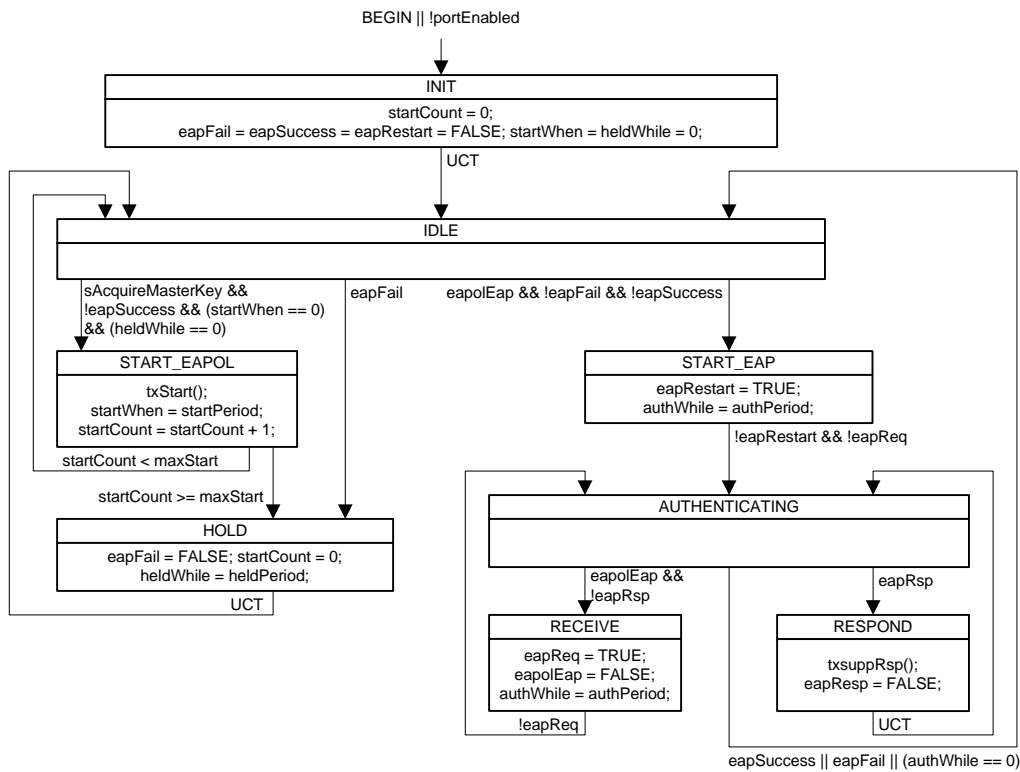 BEGIN || !portEnabled
INIT
startCount = 0;
eapFail = eapSuccess = eapRestart = FALSE; startWhen = heldWhile = 0;
UCT
IDLE
sAcquireMasterKey &&
!eapSuccess && (startWhen == 0)
&& (heldWhile == 0)
eapFail
eapolEap && !eapFail && !eapSuccess
START_EAPOL
txStart();
startWhen = startPeriod;
startCount = startCount + 1;
START_EAP
eapRestart = TRUE;
authWhile = authPeriod;
startCount < maxStart
!eapRestart && !eapReq
startCount >= maxStart
HOLD
eapFail = FALSE; startCount = 0;
heldWhile = heldPeriod;
UCT
AUTHENTICATING
eapolEap &&
!eapRsp
eapRsp
RECEIVE
eapReq = TRUE;
eapolEap = FALSE;
authWhile = authPeriod;
!eapReq
RESPOND
txsuppRsp();
eapResp = FALSE;
UCT
eapSuccess || eapFail || (authWhile == 0)